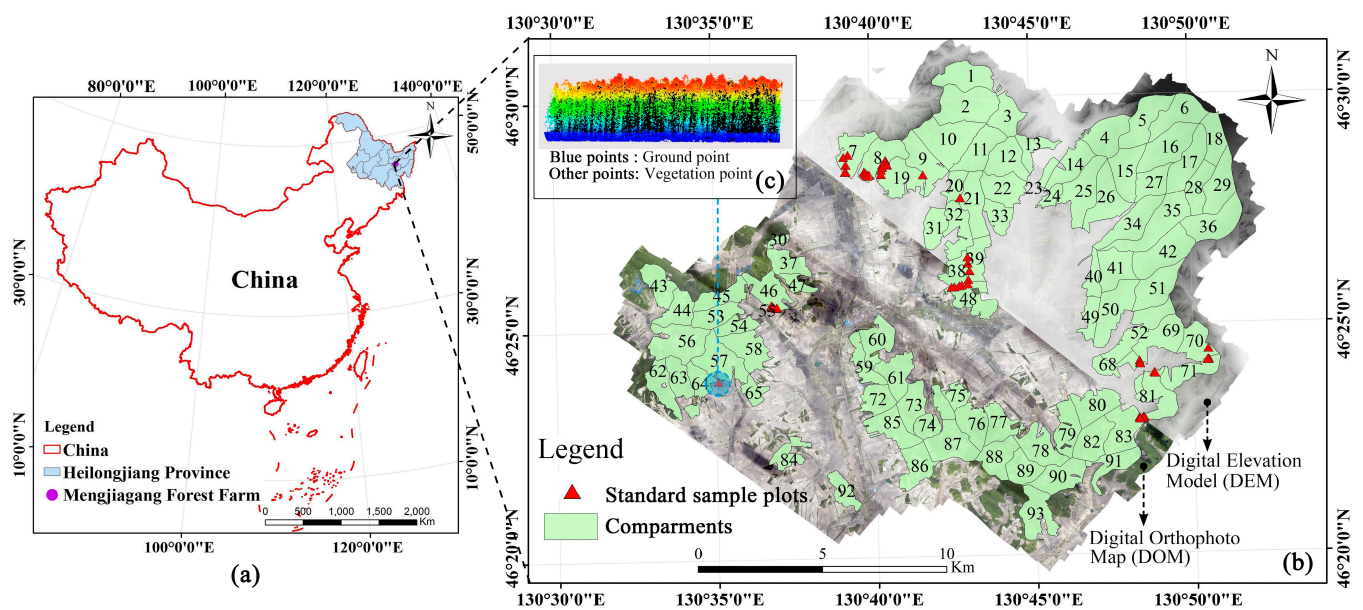 80°0'0"E
100°0'0"E
120°0'0"E
140°0'0"E
N
50°0'0"N
30°0'0"N
30°0'0"N
10°0'0"N
10°0'0"N
China
Legend
China
Heilongjiang Province
Mengjiagang Forest Farm
0 500 1,000 1,500 2,000
Km
100°0'0"E
120°0'0"E
(a)
130°30'0"E
130°35'0"E
130°40'0"E
130°45'0"E
130°50'0"E
46°30'0"N
46°30'0"N
46°25'0"N
46°25'0"N
46°20'0"N
46°20'0"N
N
Blue points : Ground point
Other points: Vegetation point
(c)
1
2
3
4
5
6
7
8
9
10
11
12
13
14
15
16
17
18
19
20
21
22
23
24
25
26
27
28
29
30
31
32
33
34
35
36
37
38
39
40
41
42
43
44
45
46
47
48
49
50
51
52
53
54
55
56
57
58
59
60
61
62
63
64
65
68
69
70
71
72
73
74
75
76
77
78
79
80
81
82
83
84
85
86
87
88
89
90
91
92
93
Legend
Standard sample plots
Comparments
0 5 10
Km
Digital Elevation
Model (DEM)
Digital Orthophoto
Map (DOM)
(b)
130°30'0"E
130°35'0"E
130°40'0"E
130°45'0"E
130°50'0"E